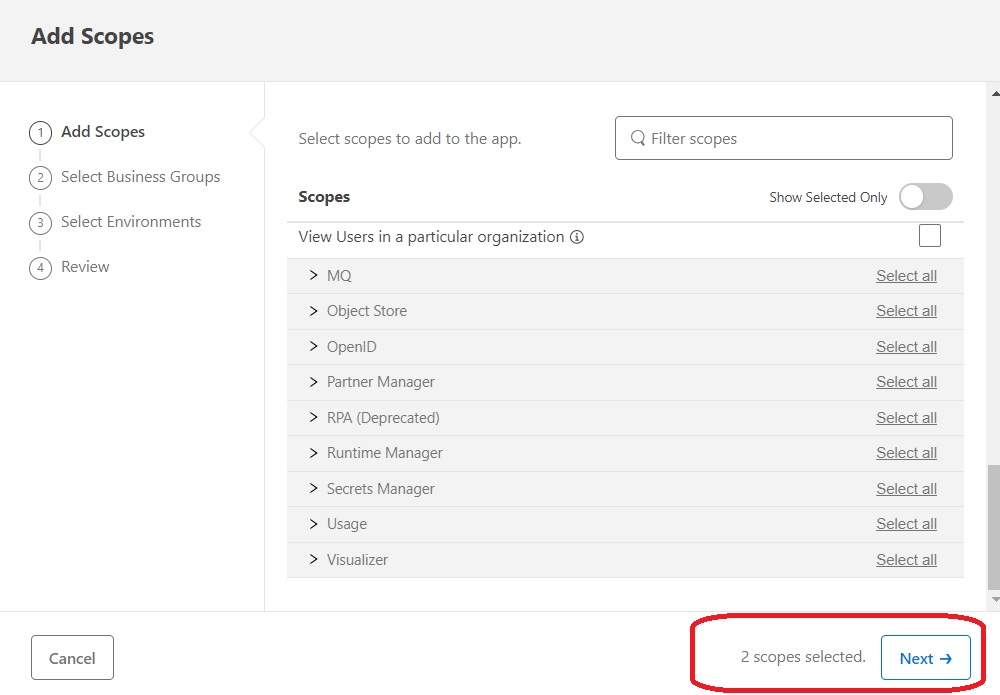 Add Scopes
1 Add Scopes
2 Select Business Groups
3 Select Environments
4 Review
Select scopes to add to the app.
Filter scopes
Scopes
Show Selected Only
View Users in a particular organization
MQ Select all
Object Store Select all
OpenID Select all
Partner Manager Select all
RPA (Deprecated) Select all
Runtime Manager Select all
Secrets Manager Select all
Usage Select all
Visualizer Select all
Cancel
2 scopes selected.
Next →